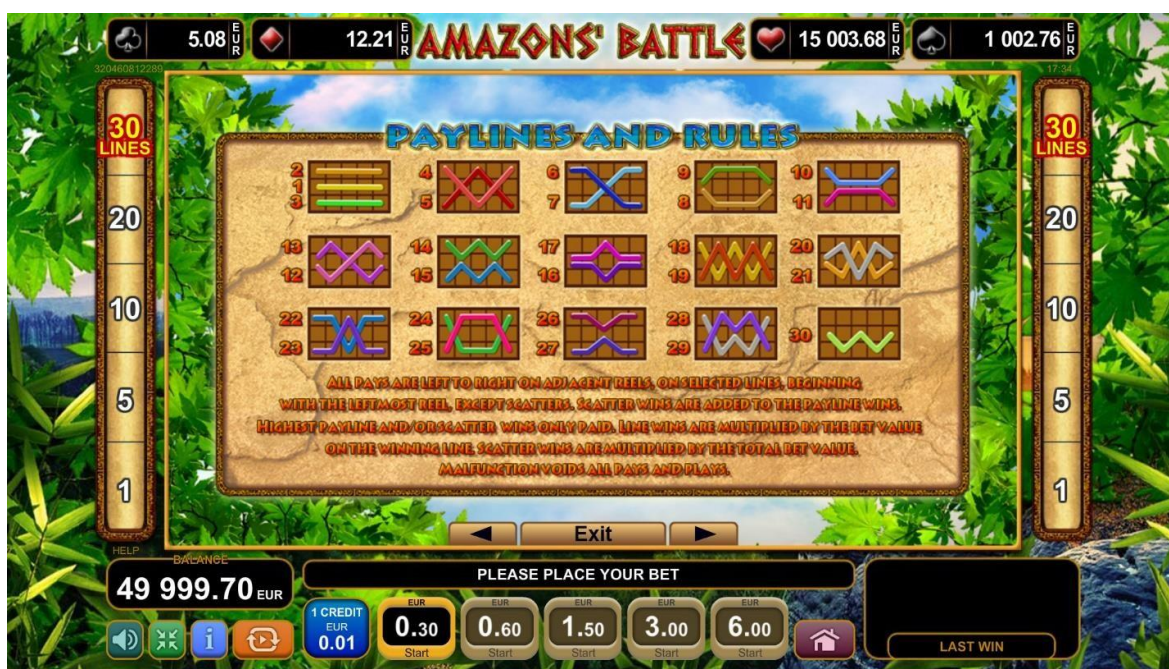 5.08 EUR
12.21 EUR
AMAZONS' BATTLE
15 003.68 EUR
1 002.76 EUR
320460812289
17:34
30
LINES
20
10
5
1
30
LINES
20
10
5
1
PAYLINES AND RULES
2 1 3
4 5
6 7
9 8
10 11
13 12
14 15
17 16
18 19
20 21
22 23
24 25
26 27
28 29
30
ALL PAYS ARE LEFT TO RIGHT ON ADJACENT REELS, ON SELECTED LINES, BEGINNING
WITH THE LEFTMOST REEL, EXCEPT SCATTERS. SCATTER WINS ARE ADDED TO THE PAYLINE WINS.
HIGHEST PAYLINE AND/OR SCATTER WINS ONLY PAID. LINE WINS ARE MULTIPLIED BY THE BET VALUE
ON THE WINNING LINE. SCATTER WINS ARE MULTIPLIED BY THE TOTAL BET VALUE.
MALFUNCTION VOIDS ALL PAYS AND PLAYS.
Exit
HELP
BALANCE
49 999.70 EUR
PLEASE PLACE YOUR BET
1 CREDIT
EUR
0.01
EUR
0.30
Start
EUR
0.60
Start
EUR
1.50
Start
EUR
3.00
Start
EUR
6.00
Start
LAST WIN